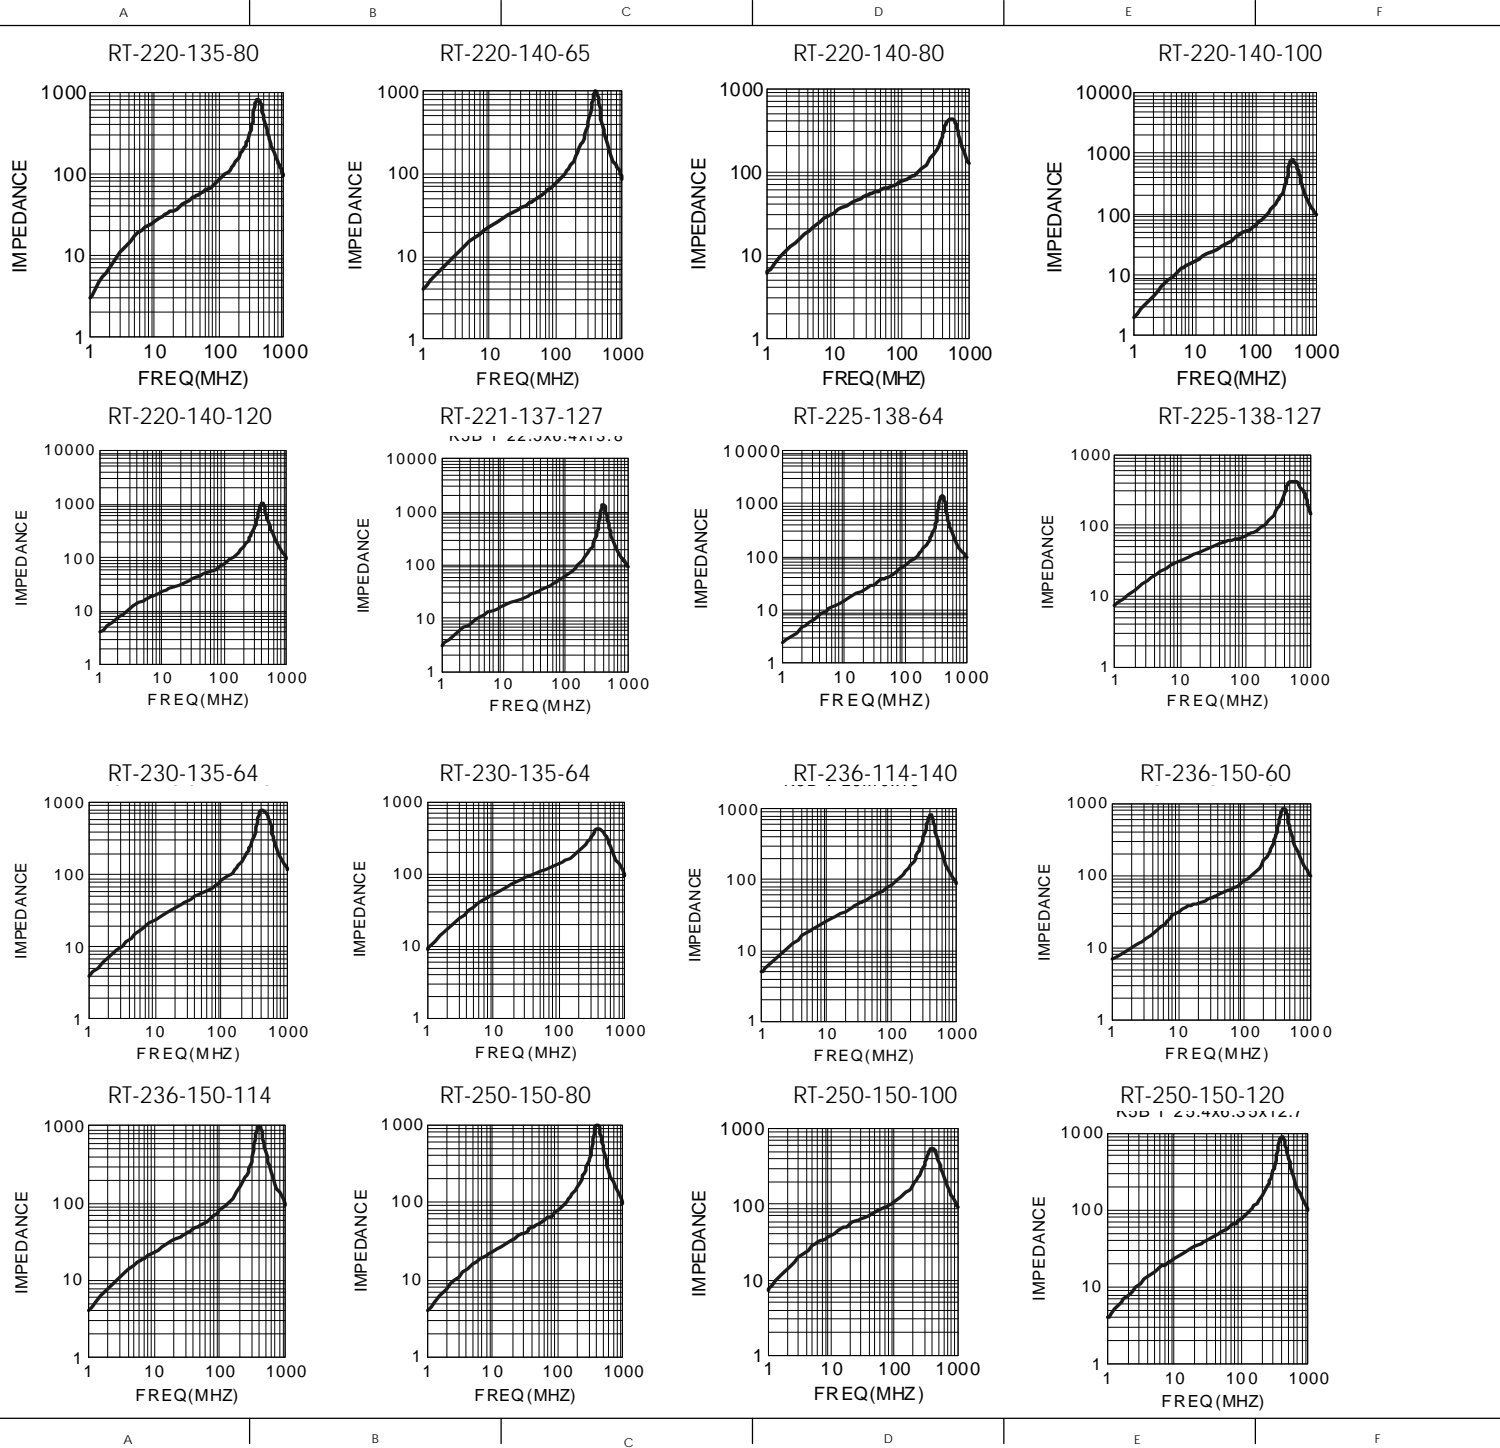 A B C D E F
RT-220-135-80 RT-220-140-65 RT-220-140-80 RT-220-140-100
1000 1000 1000 10000
100 100 100 1000
10 10 10 100
1 1 1 10
1
IMPEDANCE IMPEDANCE IMPEDANCE IMPEDANCE
1 10 100 1000 1 10 100 1000 1 10 100 1000 1 10 100 1000
FREQ(MHZ) FREQ(MHZ) FREQ(MHZ) FREQ(MHZ)
RT-220-140-120 RT-221-137-127 RT-225-138-64 RT-225-138-127
10000 10000 10000 1000
1000 1000 1000 100
100 100 100 10
10 10 10 1
1 1 1
IMPEDANCE IMPEDANCE IMPEDANCE IMPEDANCE
1 10 100 1000 1 10 100 1000 1 10 100 1000 1 10 100 1000
FREQ(MHZ) FREQ(MHZ) FREQ(MHZ) FREQ(MHZ)
RT-230-135-64 RT-230-135-64 RT-236-114-140 RT-236-150-60
1000 1000 1000 1000
100 100 100 100
10 10 10 10
1 1 1 1
IMPEDANCE IMPEDANCE IMPEDANCE IMPEDANCE
1 10 100 1000 1 10 100 1000 1 10 100 1000 1 10 100 1000
FREQ(MHZ) FREQ(MHZ) FREQ(MHZ) FREQ(MHZ)
RT-236-150-114 RT-250-150-80 RT-250-150-100 RT-250-150-120
1000 1000 1000 1000
100 100 100 100
10 10 10 10
1 1 1 1
IMPEDANCE IMPEDANCE IMPEDANCE IMPEDANCE
1 10 100 1000 1 10 100 1000 1 10 100 1000 1 10 100 1000
FREQ(MHZ) FREQ(MHZ) FREQ(MHZ) FREQ(MHZ)
A B C D E F